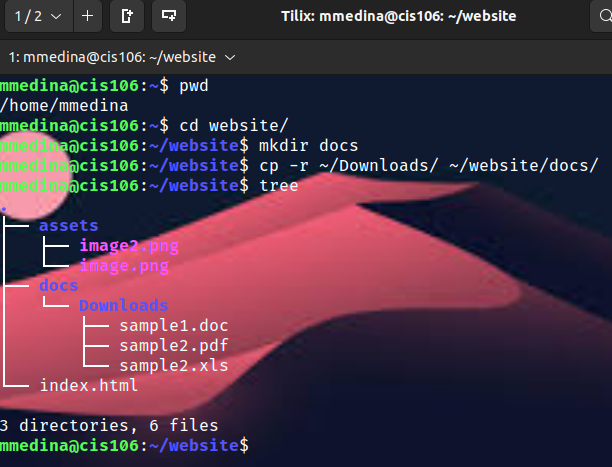 1 / 2
Tilix: mmedina@cis106: ~/website
1: mmedina@cis106: ~/website
mmedina@cis106:~$ pwd
/home/mmedina
mmedina@cis106:~$ cd website/
mmedina@cis106:~/website$ mkdir docs
mmedina@cis106:~/website$ cp -r ~/Downloads/ ~/website/docs/
mmedina@cis106:~/website$ tree
.
├── assets
│   ├── image2.png
│   └── image.png
├── docs
│   └── Downloads
│       ├── sample1.doc
│       ├── sample2.pdf
│       └── sample2.xls
└── index.html
3 directories, 6 files
mmedina@cis106:~/website$